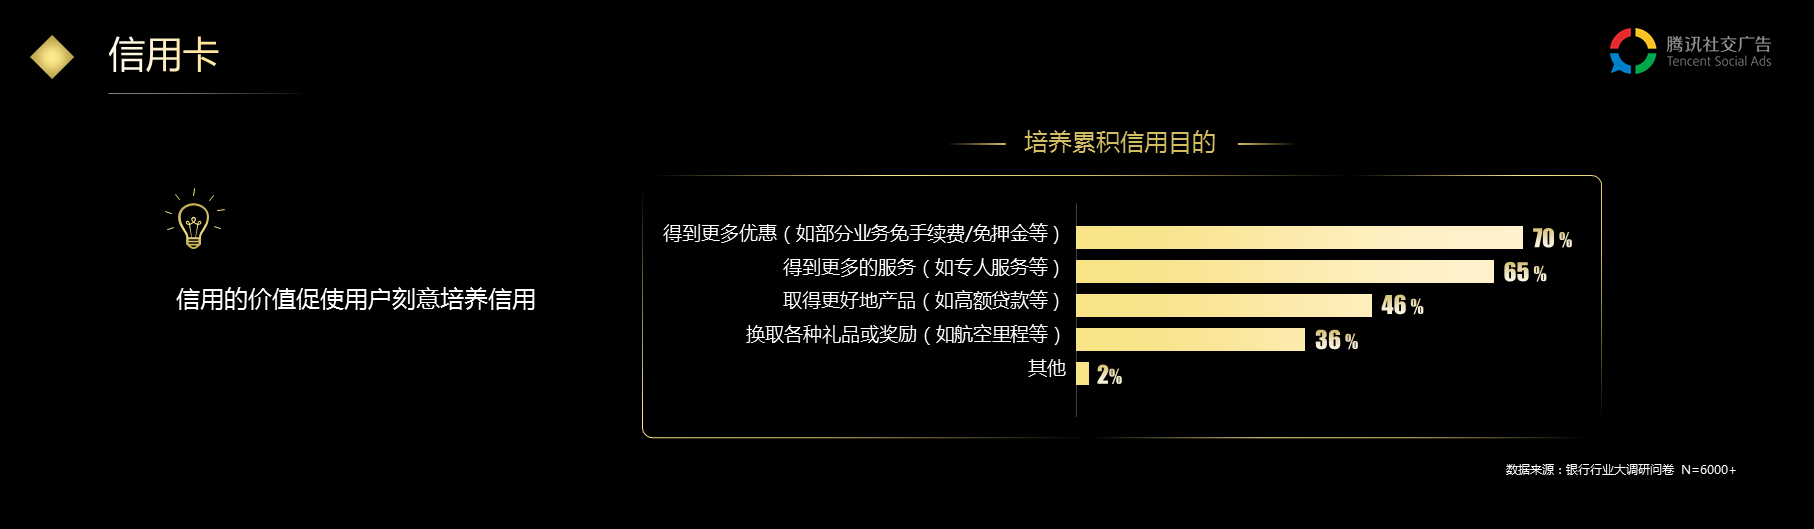 信用卡
腾讯社交广告
Tencent Social Ads
培养累积信用目的
信用的价值促使用户刻意培养信用
得到更多优惠（如部分业务免手续费/免押金等） 70 %
得到更多的服务（如专人服务等） 65 %
取得更好地产品（如高额贷款等） 46 %
换取各种礼品或奖励（如航空里程等） 36 %
其他 2%
数据来源：银行行业大调研问卷 N=6000+